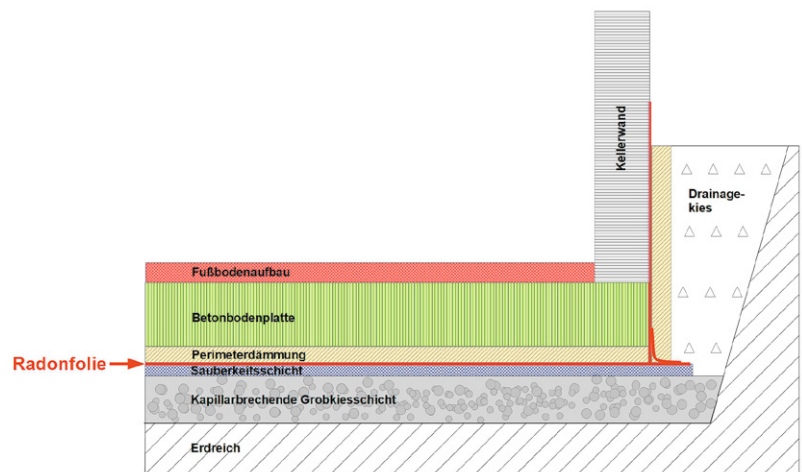 Kellerwand
Drainage-
kies
Fußbodenaufbau
Betonbodenplatte
Perimeterdämmung
Radonfolie
Sauberkeitsschicht
Kapillarbrechende Grobkiesschicht
Erdreich